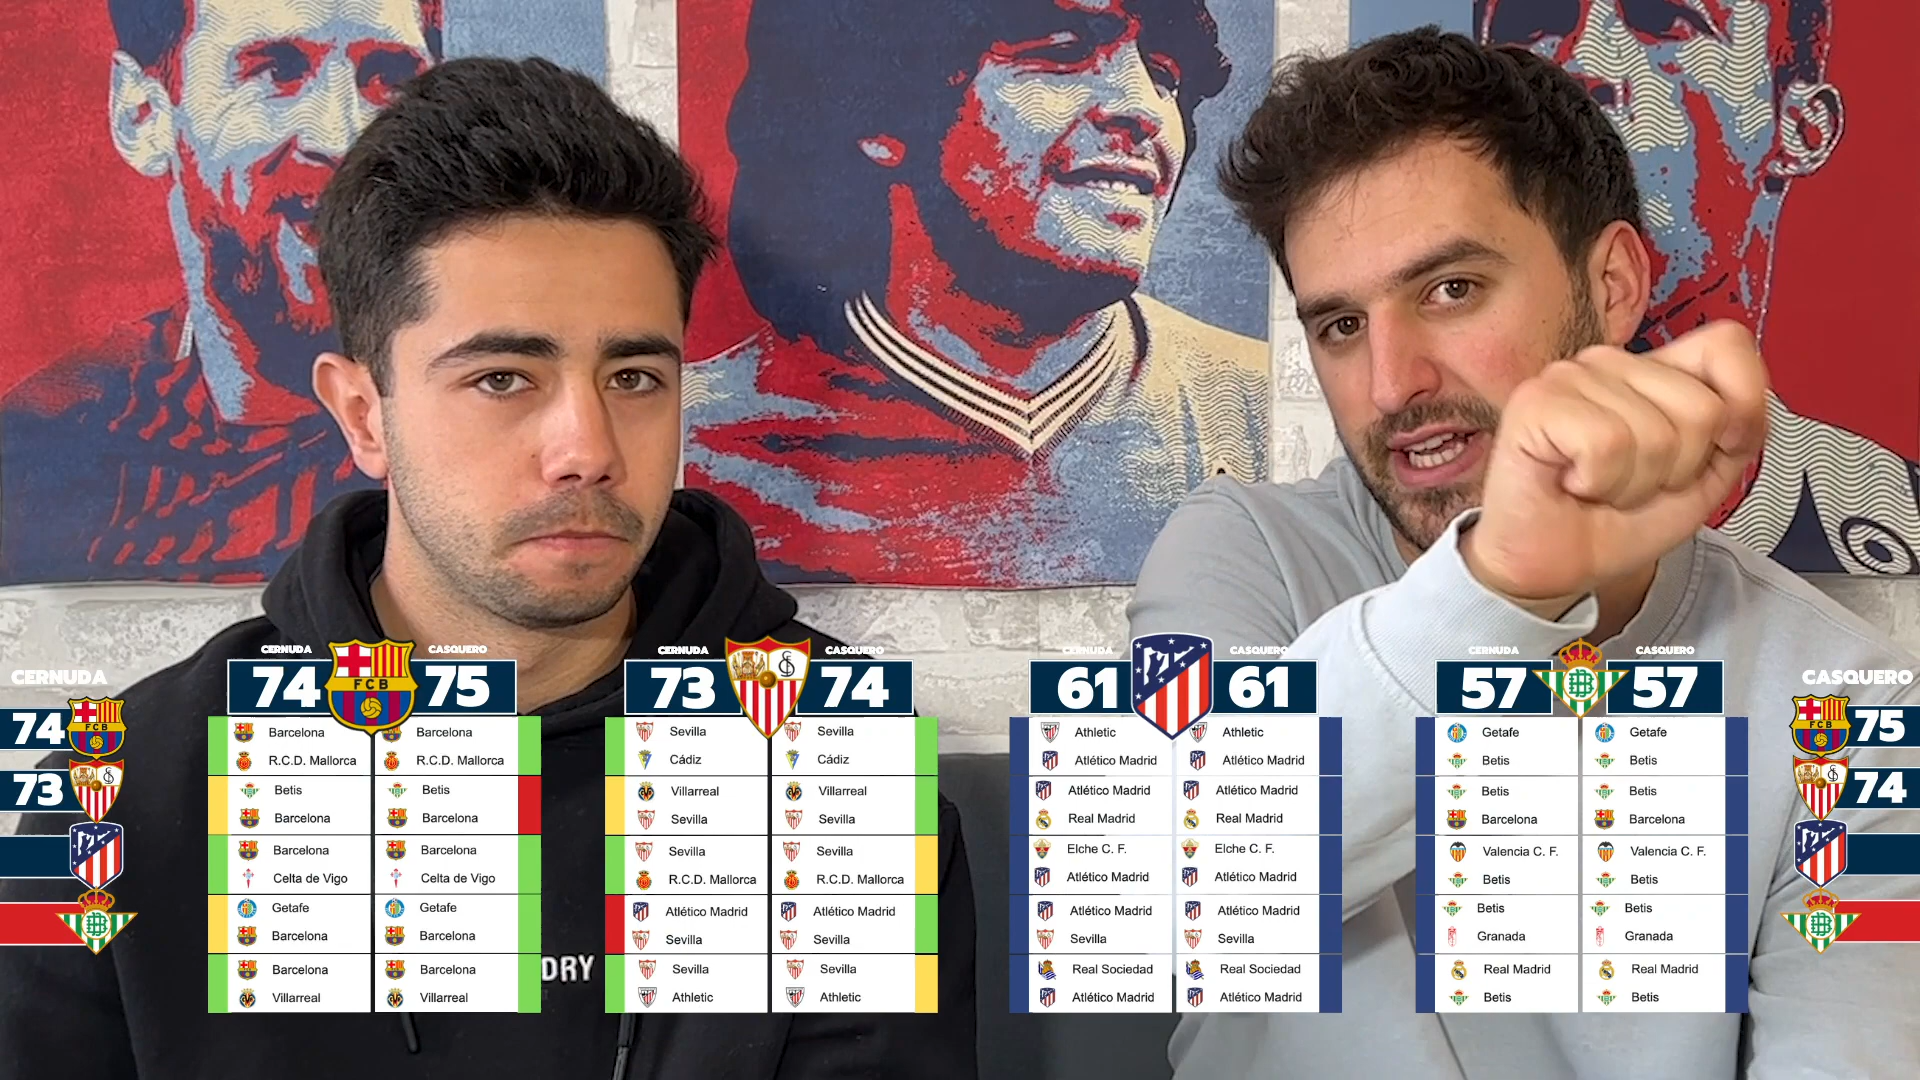 CERNUDA
74
FCB
73
CERNUDA
CASQUERO
74
FCB
75
Barcelona
R.C.D. Mallorca
Barcelona
R.C.D. Mallorca
Betis
Barcelona
Betis
Barcelona
Barcelona
Celta de Vigo
Barcelona
Celta de Vigo
Getafe
Barcelona
Getafe
Barcelona
Barcelona
Villarreal
Barcelona
Villarreal
CERNUDA
CASQUERO
73
74
Sevilla
Cádiz
Sevilla
Cádiz
Villarreal
Sevilla
Villarreal
Sevilla
Sevilla
R.C.D. Mallorca
Sevilla
R.C.D. Mallorca
Atlético Madrid
Sevilla
Atlético Madrid
Sevilla
Sevilla
Athletic
Sevilla
Athletic
CERNUDA
CASQUERO
61
61
Athletic
Atlético Madrid
Athletic
Atlético Madrid
Atlético Madrid
Real Madrid
Atlético Madrid
Real Madrid
Elche C. F.
Atlético Madrid
Elche C. F.
Atlético Madrid
Atlético Madrid
Sevilla
Atlético Madrid
Sevilla
Real Sociedad
Atlético Madrid
Real Sociedad
Atlético Madrid
CERNUDA
CASQUERO
57
57
Getafe
Betis
Getafe
Betis
Betis
Barcelona
Betis
Barcelona
Valencia C. F.
Betis
Valencia C. F.
Betis
Betis
Granada
Betis
Granada
Real Madrid
Betis
Real Madrid
Betis
CASQUERO
FCB
75
74
DRY